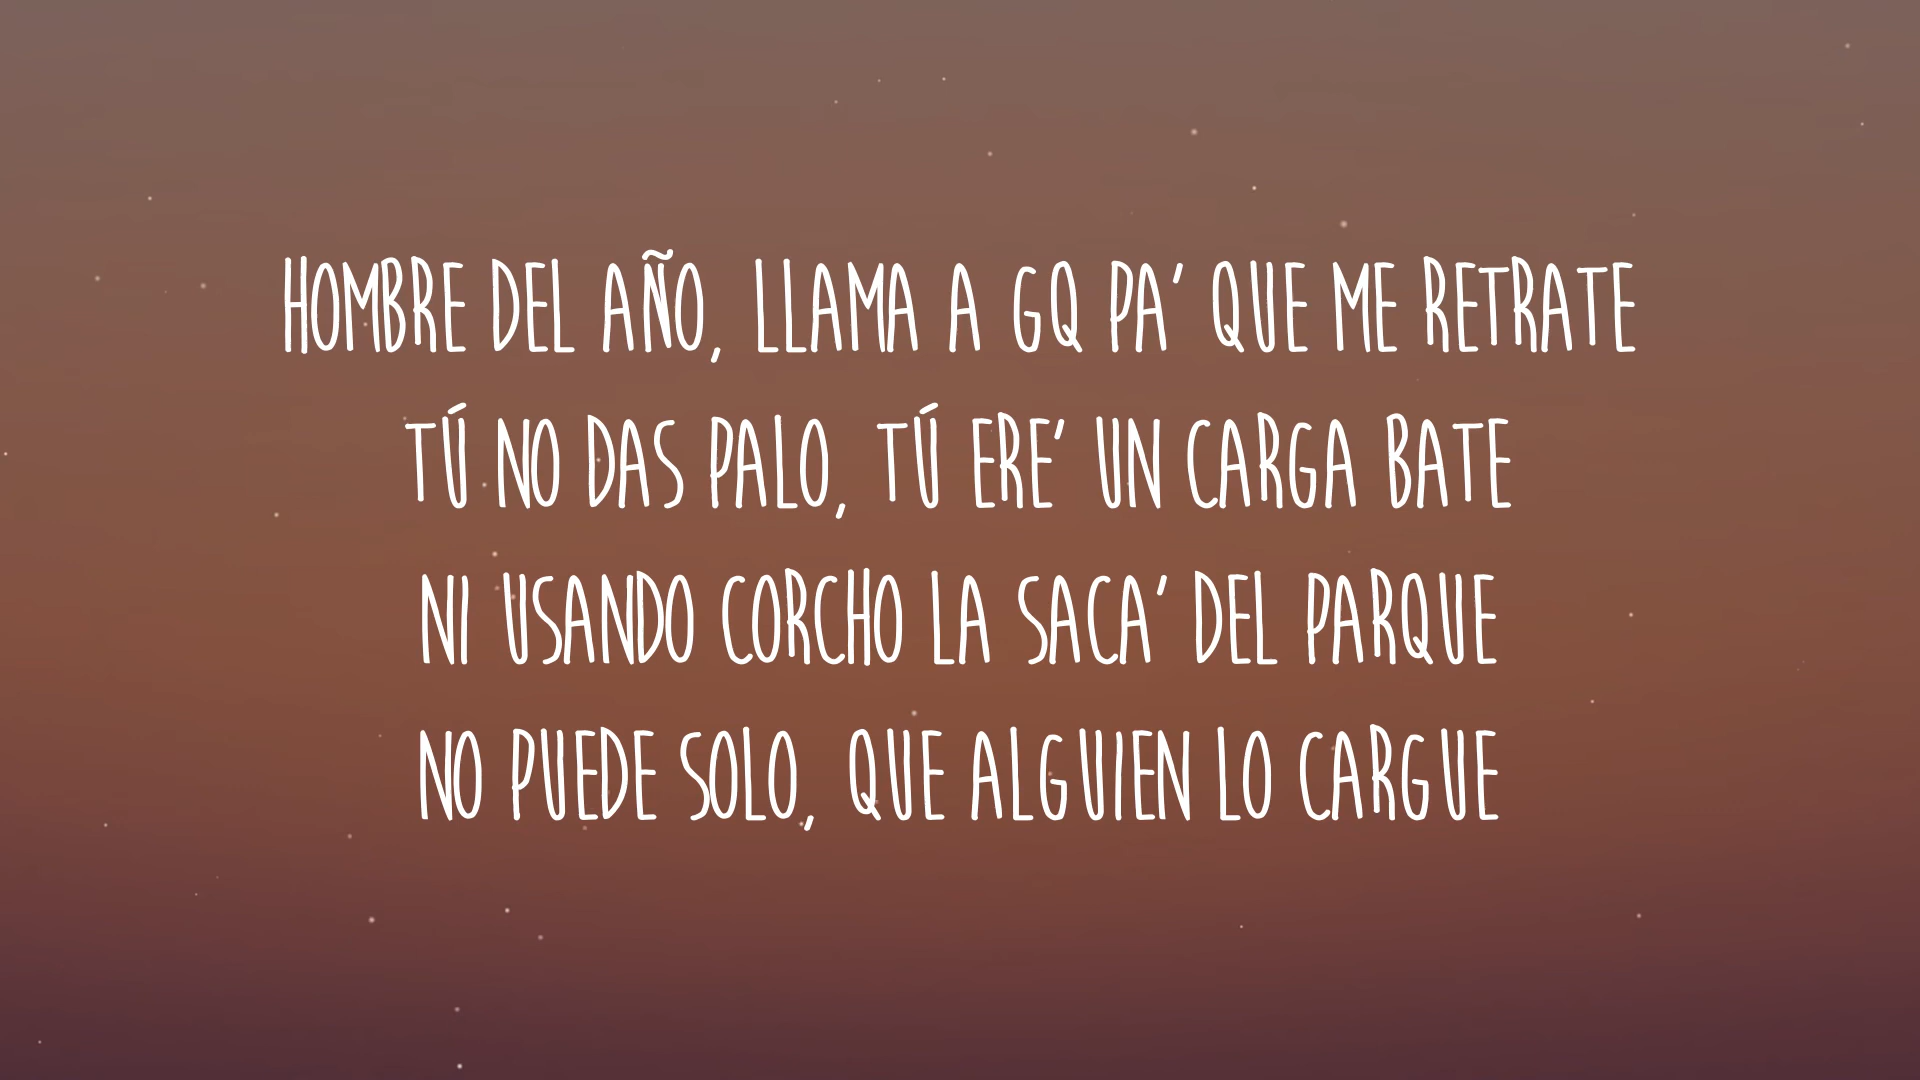 HOMBRE DEL AÑO, LLAMA A GQ PA' QUE ME RETRATE
TÚ NO DAS PALO, TÚ ERE' UN CARGA BATE
NI USANDO CORCHO LA SACA' DEL PARQUE
NO PUEDE SOLO, QUE ALGUIEN LO CARGUE